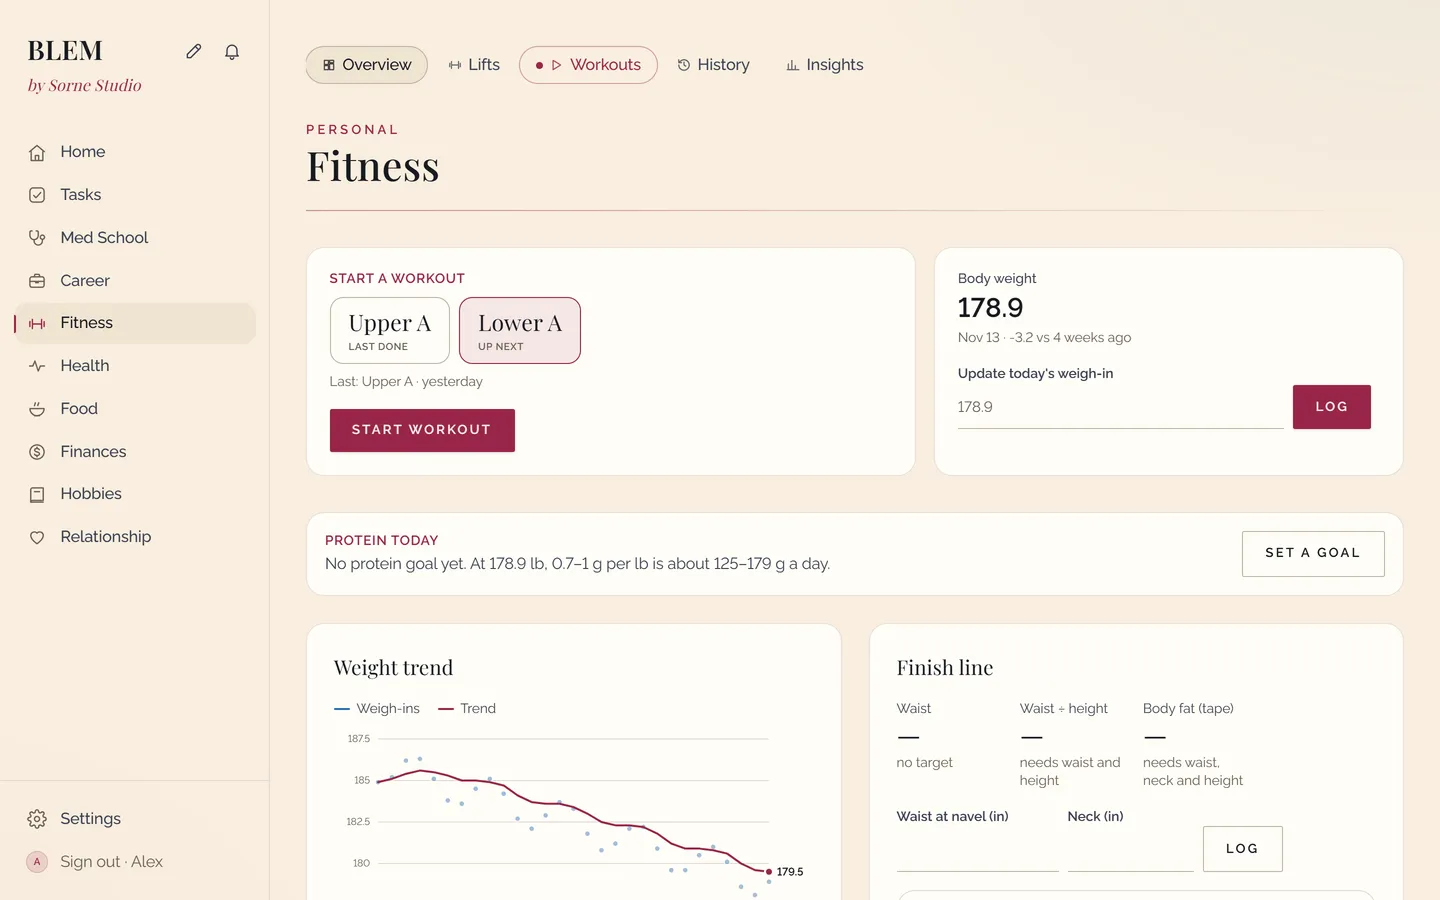 BLEM
by Sorne Studio
Home
Tasks
Med School
Career
Fitness
Health
Food
Finances
Hobbies
Relationship
Settings
A
Sign out · Alex
Overview
Lifts
Workouts
History
Insights
PERSONAL
Fitness
START A WORKOUT
Upper A
LAST DONE
Lower A
UP NEXT
Last: Upper A · yesterday
START WORKOUT
Body weight
178.9
Nov 13 · -3.2 vs 4 weeks ago
Update today's weigh-in
178.9
LOG
PROTEIN TODAY
No protein goal yet. At 178.9 lb, 0.7–1 g per lb is about 125–179 g a day.
SET A GOAL
Weight trend
Weigh-ins
Trend
187.5
185
182.5
180
179.5
Finish line
Waist
—
no target
Waist ÷ height
—
needs waist and
height
Body fat (tape)
—
needs waist,
neck and height
Waist at navel (in)
Neck (in)
LOG